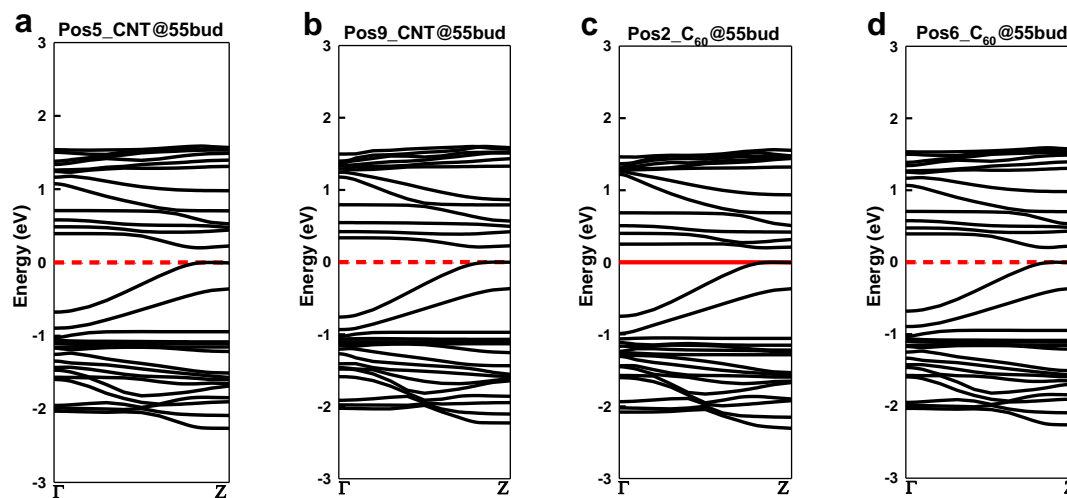 a
Pos5_CNT@55bud
3
2
1
0
-1
-2
-3
Energy (eV)
Γ
Z
b
Pos9_CNT@55bud
3
2
1
0
-1
-2
-3
Energy (eV)
Γ
Z
c
Pos2_C60@55bud
3
2
1
0
-1
-2
-3
Energy (eV)
Γ
Z
d
Pos6_C60@55bud
3
2
1
0
-1
-2
-3
Energy (eV)
Γ
Z